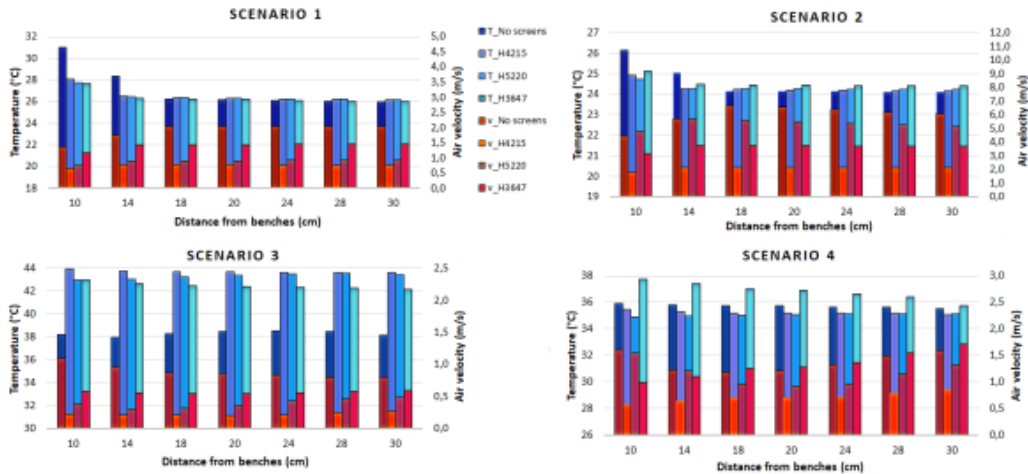 SCENARIO 1
32
30
28
26
24
22
20
18
Temperature (°C)
5,0
4,5
4,0
3,5
3,0
2,5
2,0
1,5
1,0
0,5
0,0
Air velocity (m/s)
10 14 18 20 24 28 30
Distance from benches (cm)
T_No screens
T_H4215
T_H5220
T_H3647
v_No screens
v_H4215
v_H5220
v_H3647
SCENARIO 2
27
26
25
24
23
22
21
20
19
Temperature (°C)
12,0
11,0
10,0
9,0
8,0
7,0
6,0
5,0
4,0
3,0
2,0
1,0
0,0
Air velocity (m/s)
10 14 18 20 24 28 30
Distance from benches (cm)
SCENARIO 3
44
42
40
38
36
34
32
30
Temperature (°C)
2,5
2,0
1,5
1,0
0,5
0,0
Air velocity (m/s)
10 14 18 20 24 28 30
Distance from benches (cm)
SCENARIO 4
38
36
34
32
30
28
26
Temperature (°C)
3,0
2,5
2,0
1,5
1,0
0,5
0,0
Air velocity (m/s)
10 14 18 20 24 28 30
Distance from benches (cm)